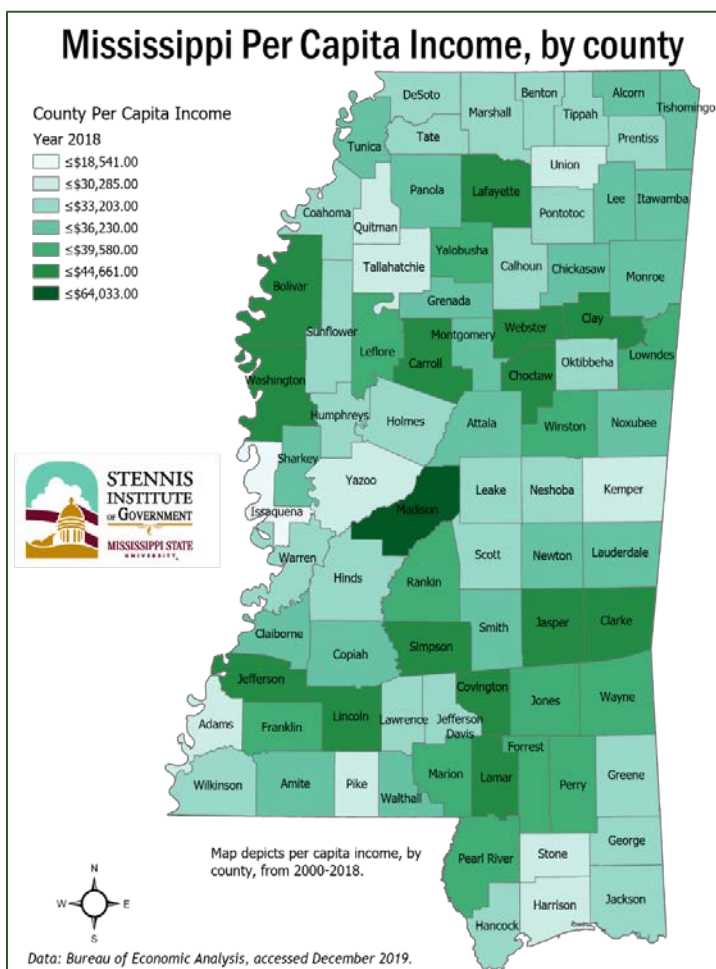 Mississippi Per Capita Income, by county
County Per Capita Income
Year 2018
≤$18,541.00
≤$30,285.00
≤$33,203.00
≤$36,230.00
≤$39,580.00
≤$44,661.00
≤$64,033.00
DeSoto
Marshall
Benton
Tippah
Alcorn
Tishomingo
Prentiss
Tate
Tunica
Union
Panola
Lafayette
Lee
Itawamba
Coahoma
Quitman
Pontotoc
Yalobusha
Tallahatchie
Calhoun
Chickasaw
Monroe
Bolivar
Grenada
Sunflower
Montgomery
Webster
Clay
Leflore
Carroll
Lowndes
Oktibbeha
Washington
Choctaw
Humphreys
Holmes
Attala
Winston
Noxubee
Sharkey
Yazoo
Leake
Neshoba
Kemper
Issaquena
Madison
Warren
Scott
Newton
Lauderdale
Hinds
Rankin
Claiborne
Copiah
Simpson
Smith
Jasper
Clarke
Jefferson
Covington
Adams
Franklin
Lincoln
Lawrence
Jefferson
Davis
Jones
Wayne
Forrest
Wilkinson
Amite
Pike
Walthall
Marion
Lamar
Perry
Greene
Pearl River
Stone
George
Hancock
Harrison
Jackson
STENNIS
INSTITUTE
OF GOVERNMENT
MISSISSIPPI STATE
UNIVERSITY
Map depicts per capita income, by
county, from 2000-2018.
N
W
E
S
Data: Bureau of Economic Analysis, accessed December 2019.